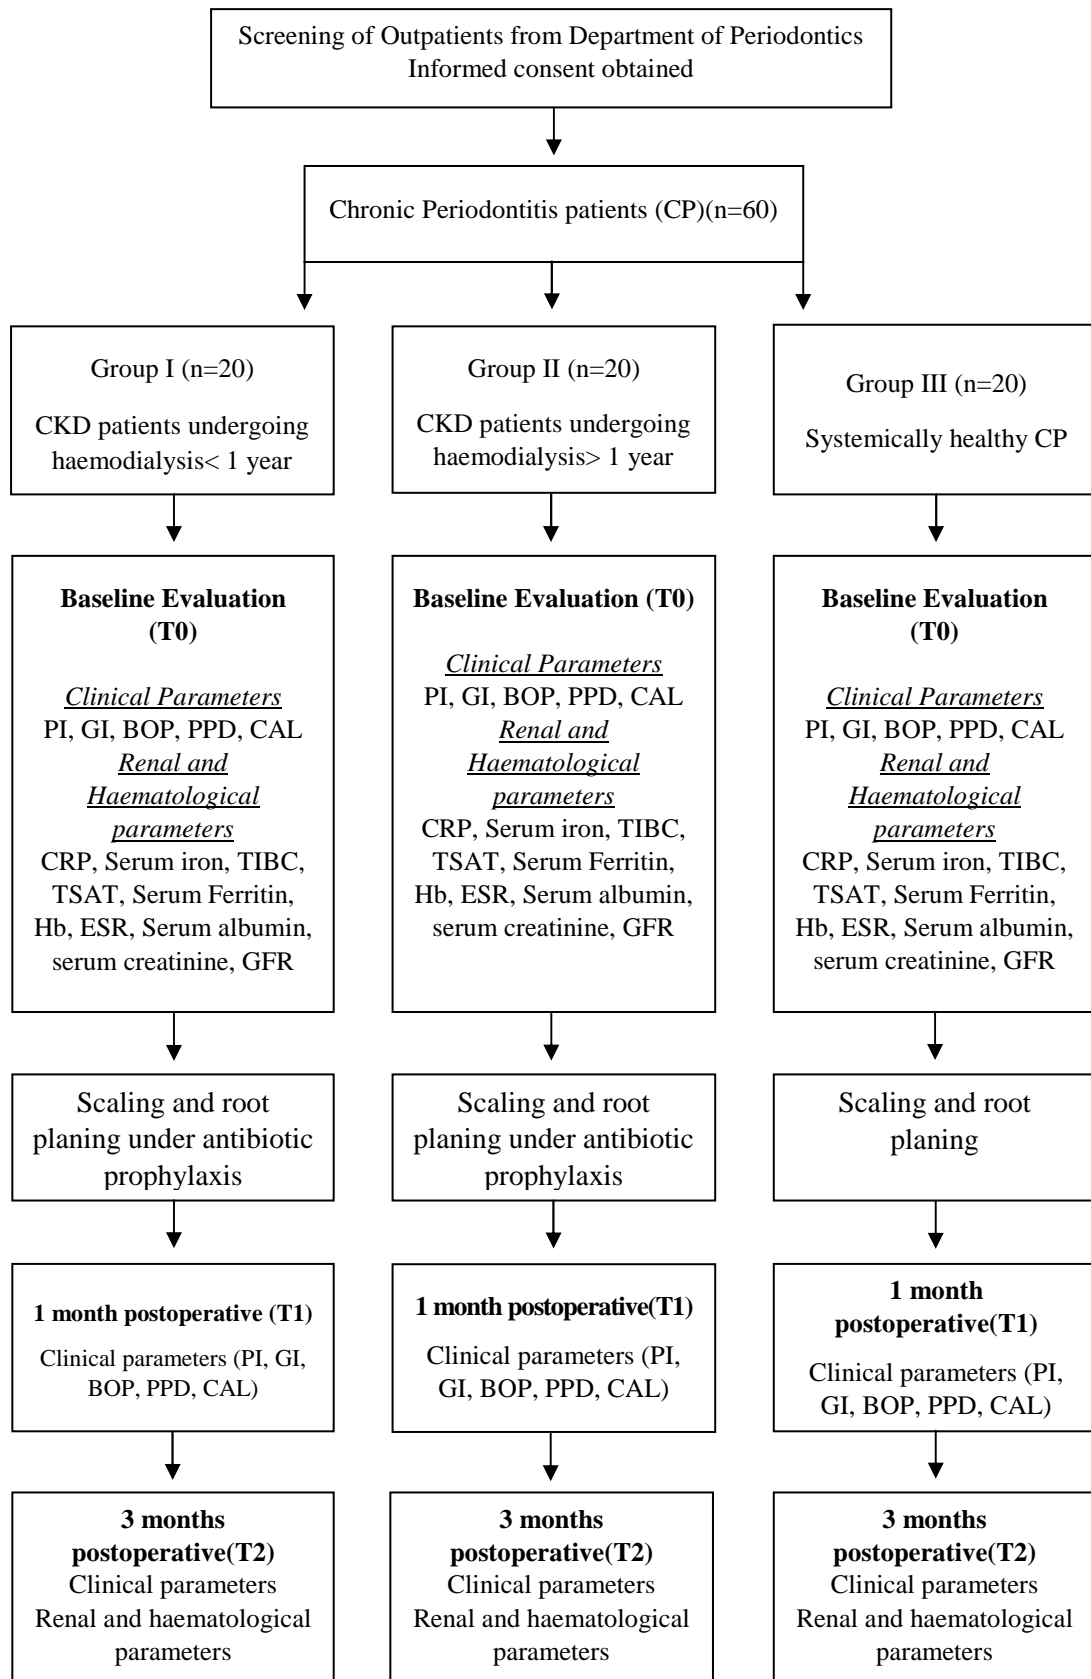 Screening of Outpatients from Department of Periodontics
Informed consent obtained
Chronic Periodontitis patients (CP)(n=60)
Group I (n=20)
CKD patients undergoing
haemodialysis< 1 year
Group II (n=20)
CKD patients undergoing
haemodialysis> 1 year
Group III (n=20)
Systemically healthy CP
Baseline Evaluation
(T0)
Clinical Parameters
PI, GI, BOP, PPD, CAL
Renal and
Haematological
parameters
CRP, Serum iron, TIBC,
TSAT, Serum Ferritin,
Hb, ESR, Serum albumin,
serum creatinine, GFR
Baseline Evaluation (T0)
Clinical Parameters
PI, GI, BOP, PPD, CAL
Renal and
Haematological
parameters
CRP, Serum iron, TIBC,
TSAT, Serum Ferritin,
Hb, ESR, Serum albumin,
serum creatinine, GFR
Baseline Evaluation
(T0)
Clinical Parameters
PI, GI, BOP, PPD, CAL
Renal and
Haematological
parameters
CRP, Serum iron, TIBC,
TSAT, Serum Ferritin,
Hb, ESR, Serum albumin,
serum creatinine, GFR
Scaling and root
planing under antibiotic
prophylaxis
Scaling and root
planing under antibiotic
prophylaxis
Scaling and root
planing
1 month postoperative (T1)
Clinical parameters (PI, GI,
BOP, PPD, CAL)
1 month postoperative(T1)
Clinical parameters (PI,
GI, BOP, PPD, CAL)
1 month
postoperative(T1)
Clinical parameters (PI,
GI, BOP, PPD, CAL)
3 months
postoperative(T2)
Clinical parameters
Renal and haematological
parameters
3 months
postoperative(T2)
Clinical parameters
Renal and haematological
parameters
3 months
postoperative(T2)
Clinical parameters
Renal and haematological
parameters